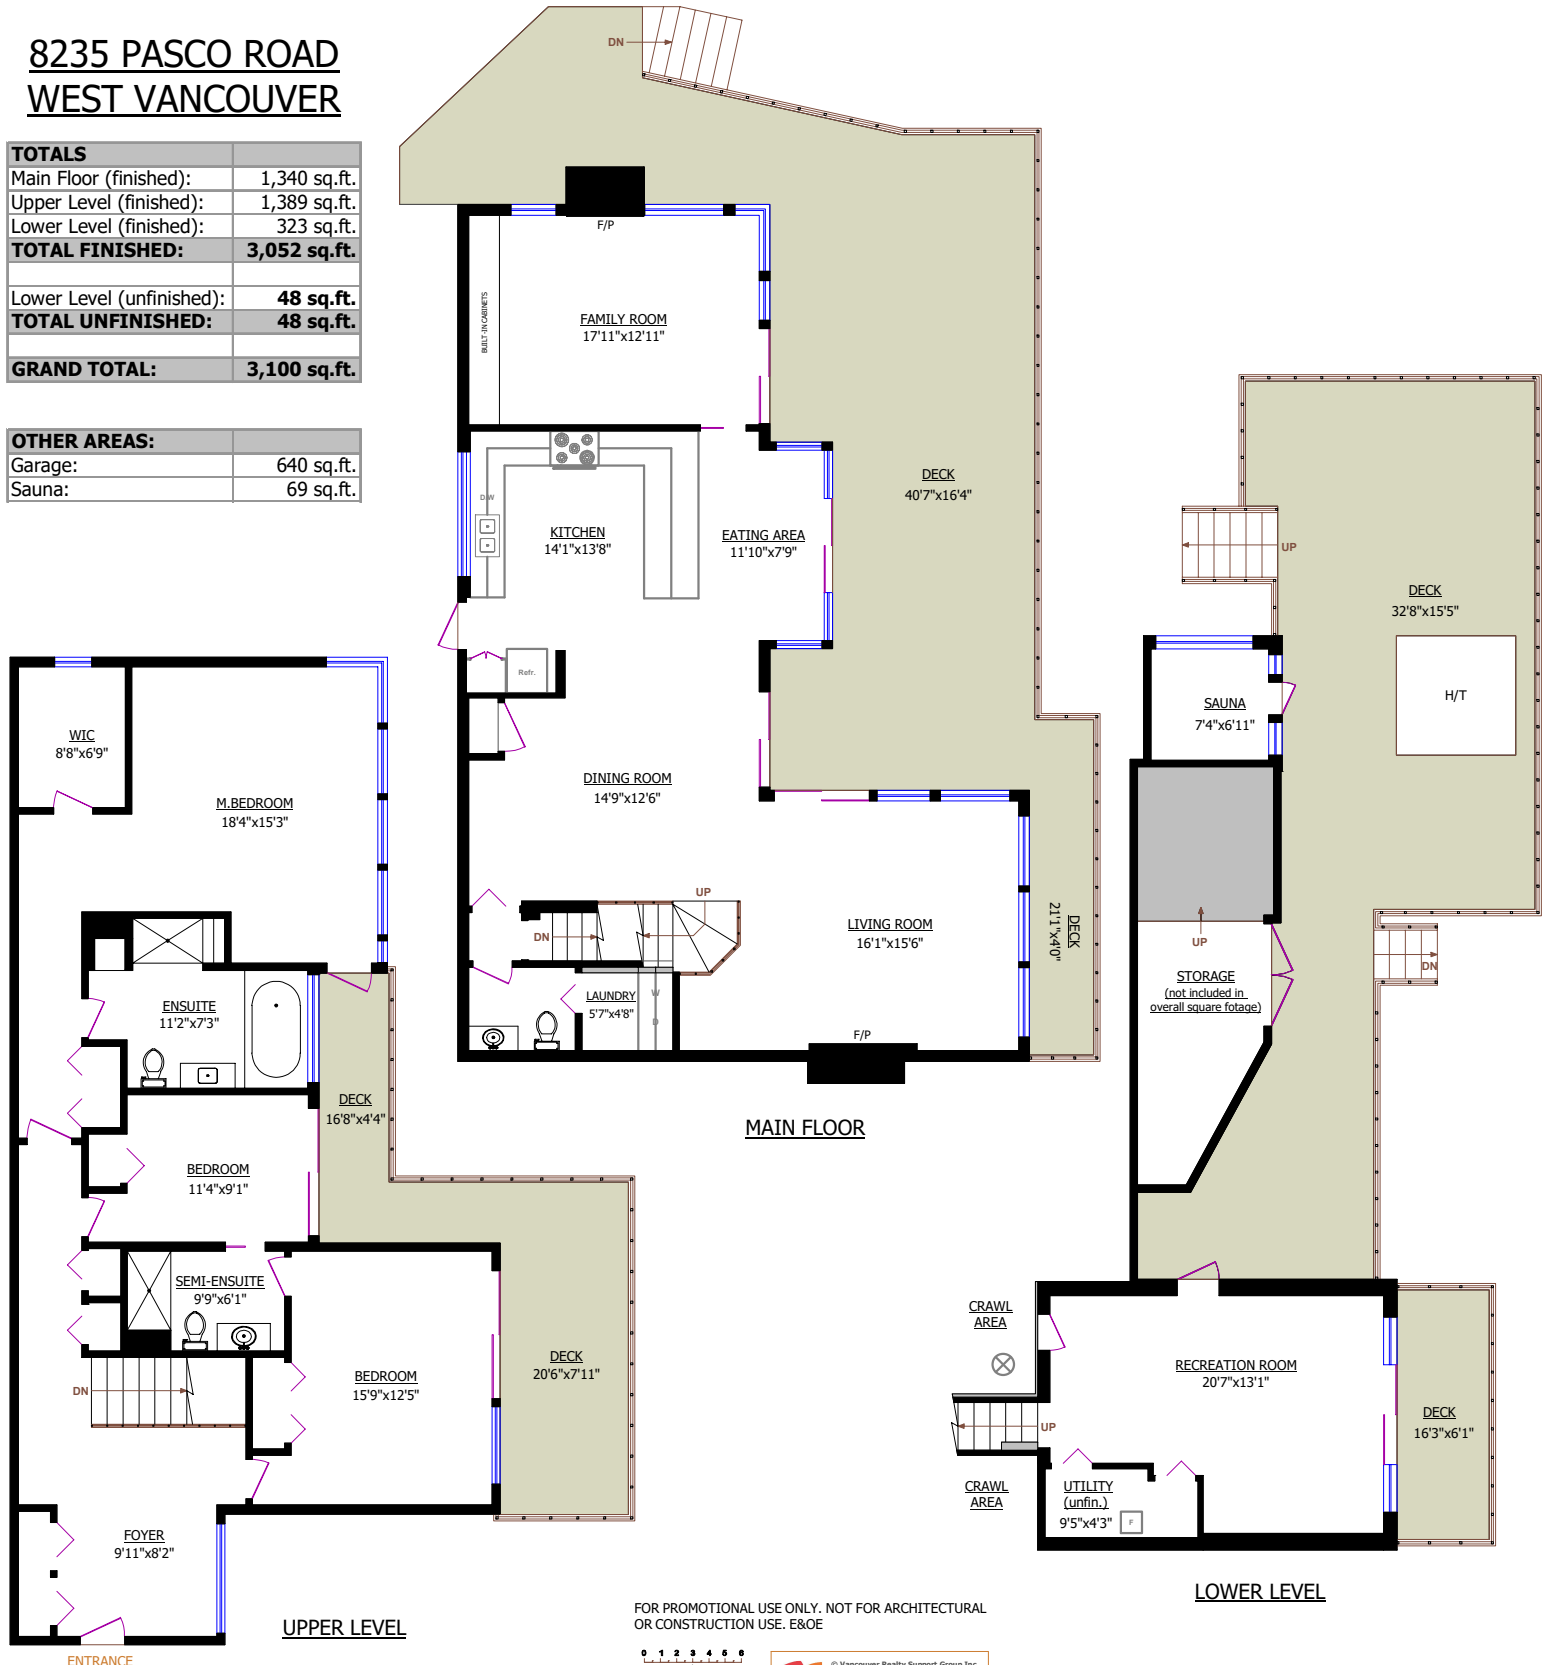 8235 PASCO ROAD
WEST VANCOUVER
TOTALS
Main Floor (finished): 1,340 sq.ft.
Upper Level (finished): 1,389 sq.ft.
Lower Level (finished): 323 sq.ft.
TOTAL FINISHED: 3,052 sq.ft.
Lower Level (unfinished): 48 sq.ft.
TOTAL UNFINISHED: 48 sq.ft.
GRAND TOTAL: 3,100 sq.ft.
OTHER AREAS:
Garage: 640 sq.ft.
Sauna: 69 sq.ft.
DN
F/P
BUILT-IN CABINETS
FAMILY ROOM
17'11"x12'11"
DECK
40'7"x16'4"
D/W
KITCHEN
14'1"x13'8"
EATING AREA
11'10"x7'9"
Refr.
DINING ROOM
14'9"x12'6"
UP
DN
LIVING ROOM
16'1"x15'6"
DECK
21'1"x4'0"
LAUNDRY
5'7"x4'8"
W
D
F/P
MAIN FLOOR
WIC
8'8"x6'9"
M.BEDROOM
18'4"x15'3"
ENSUITE
11'2"x7'3"
DECK
16'8"x4'4"
BEDROOM
11'4"x9'1"
SEMI-ENSUITE
9'9"x6'1"
DN
BEDROOM
15'9"x12'5"
DECK
20'6"x7'11"
FOYER
9'11"x8'2"
UPPER LEVEL
ENTRANCE
UP
DECK
32'8"x15'5"
SAUNA
7'4"x6'11"
H/T
UP
STORAGE
(not included in
overall square fotage)
DN
CRAWL
AREA
RECREATION ROOM
20'7"x13'1"
UP
DECK
16'3"x6'1"
CRAWL
AREA
UTILITY
(unfin.)
9'5"x4'3"
F
LOWER LEVEL
FOR PROMOTIONAL USE ONLY. NOT FOR ARCHITECTURAL
OR CONSTRUCTION USE. E&OE
0 1 2 3 4 5 6
© Vancouver Realty Support Group Inc.